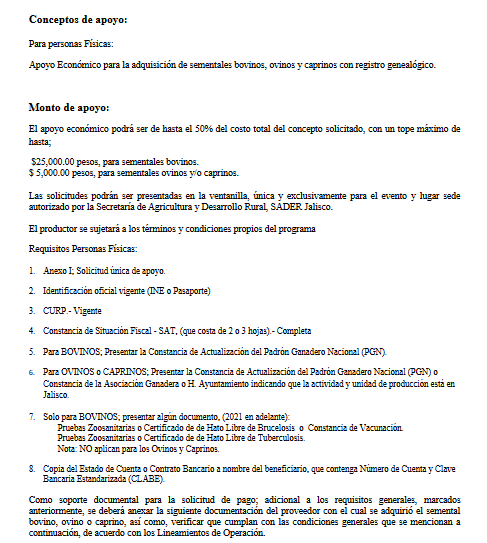 Conceptos de apoyo:
Para personas Físicas:
Apoyo Económico para la adquisición de sementales bovinos, ovinos y caprinos con registro genealógico.
Monto de apoyo:
El apoyo económico podrá ser de hasta el 50% del costo total del concepto solicitado, con un tope máximo de
hasta;
$25,000.00 pesos, para sementales bovinos.
$ 5,000.00 pesos, para sementales ovinos y/o caprinos.
Las solicitudes podrán ser presentadas en la ventanilla, única y exclusivamente para el evento y lugar sede
autorizado por la Secretaría de Agricultura y Desarrollo Rural, SADER Jalisco.
El productor se sujetará a los términos y condiciones propios del programa
Requisitos Personas Físicas:
1. Anexo I; Solicitud única de apoyo.
2. Identificación oficial vigente (INE o Pasaporte)
3. CURP.- Vigente
4. Constancia de Situación Fiscal - SAT, (que costa de 2 o 3 hojas).- Completa
5. Para BOVINOS; Presentar la Constancia de Actualización del Padrón Ganadero Nacional (PGN).
6. Para OVINOS o CAPRINOS; Presentar la Constancia de Actualización del Padrón Ganadero Nacional (PGN) o
Constancia de la Asociación Ganadera o H. Ayuntamiento indicando que la actividad y unidad de producción está en
Jalisco.
7. Solo para BOVINOS; presentar algún documento, (2021 en adelante):
Pruebas Zoosanitarias o Certificado de de Hato Libre de Brucelosis o Constancia de Vacunación.
Pruebas Zoosanitarias o Certificado de de Hato Libre de Tuberculosis.
Nota: NO aplican para los Ovinos y Caprinos.
8. Copia del Estado de Cuenta o Contrato Bancario a nombre del beneficiario, que contenga Número de Cuenta y Clave
Bancaria Estandarizada (CLABE).
Como soporte documental para la solicitud de pago; adicional a los requisitos generales, marcados
anteriormente, se deberá anexar la siguiente documentación del proveedor con el cual se adquirió el semental
bovino, ovino o caprino, así como, verificar que cumplan con las condiciones generales que se mencionan a
continuación, de acuerdo con los Lineamientos de Operación.